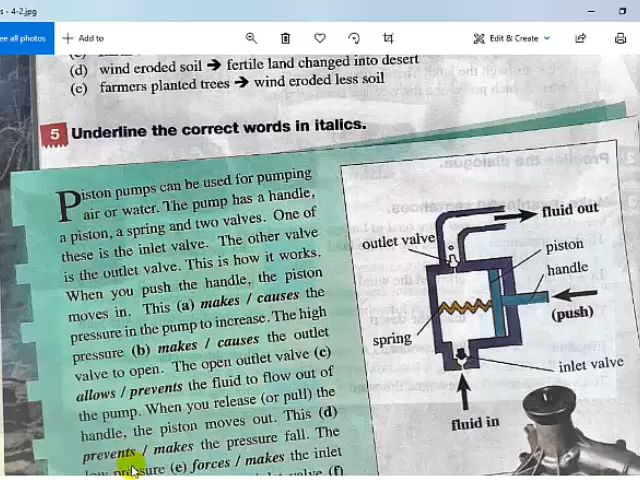 s - 4-2.jpg
ee all photos
Add to
Edit & Create
(d) wind eroded soil → fertile land changed into desert
(e) farmers planted trees → wind eroded less soil
5 Underline the correct words in italics.
Piston pumps can be used for pumping
air or water. The pump has a handle,
a piston, a spring and two valves. One of
these is the inlet valve. The other valve
is the outlet valve. This is how it works.
When you push the handle, the piston
moves in. This (a) makes / causes the
pressure in the pump to increase. The high
pressure (b) makes / causes the outlet
valve to open. The open outlet valve (c)
allows / prevents the fluid to flow out of
the pump. When you release (or pull) the
handle, the piston moves out. This (d)
prevents / makes the pressure fall. The
low pressure (e) forces / makes the inlet
valve (f)
fluid out
outlet valve
piston
handle
(push)
spring
inlet valve
fluid in